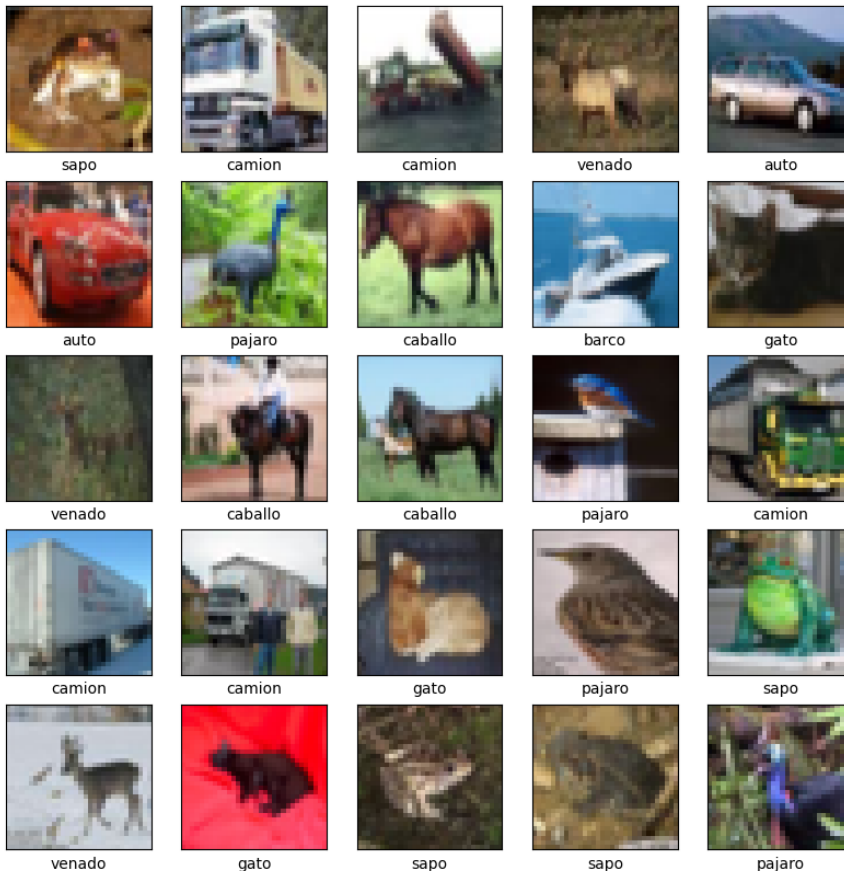 sapo camion camion venado auto
auto pajaro caballo barco gato
venado caballo caballo pajaro camion
camion camion gato pajaro sapo
venado gato sapo sapo pajaro